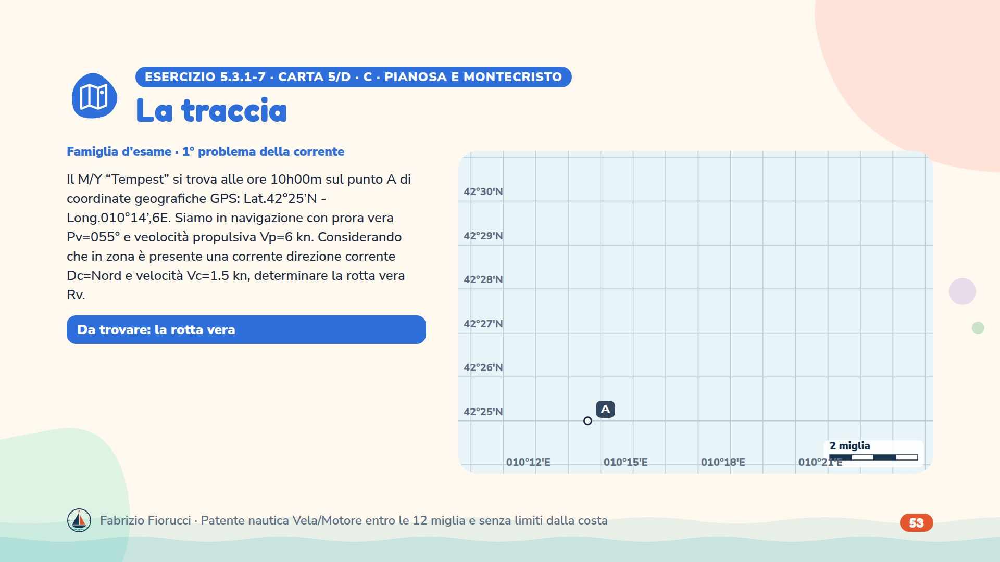 ESERCIZIO 5.3.1-7 · CARTA 5/D · C · PIANOSA E MONTECRISTO
La traccia
Famiglia d'esame · 1° problema della corrente
Il M/Y “Tempest” si trova alle ore 10h00m sul punto A di
coordinate geografiche GPS: Lat.42°25’N -
Long.010°14’,6E. Siamo in navigazione con prora vera
Pv=055° e veolocità propulsiva Vp=6 kn. Considerando
che in zona è presente una corrente direzione corrente
Dc=Nord e velocità Vc=1.5 kn, determinare la rotta vera
Rv.
Da trovare: la rotta vera
42°30'N
42°29'N
42°28'N
42°27'N
42°26'N
42°25'N
A
2 miglia
010°12'E
010°15'E
010°18'E
010°21'E
Fabrizio Fiorucci · Patente nautica Vela/Motore entro le 12 miglia e senza limiti dalla costa
53